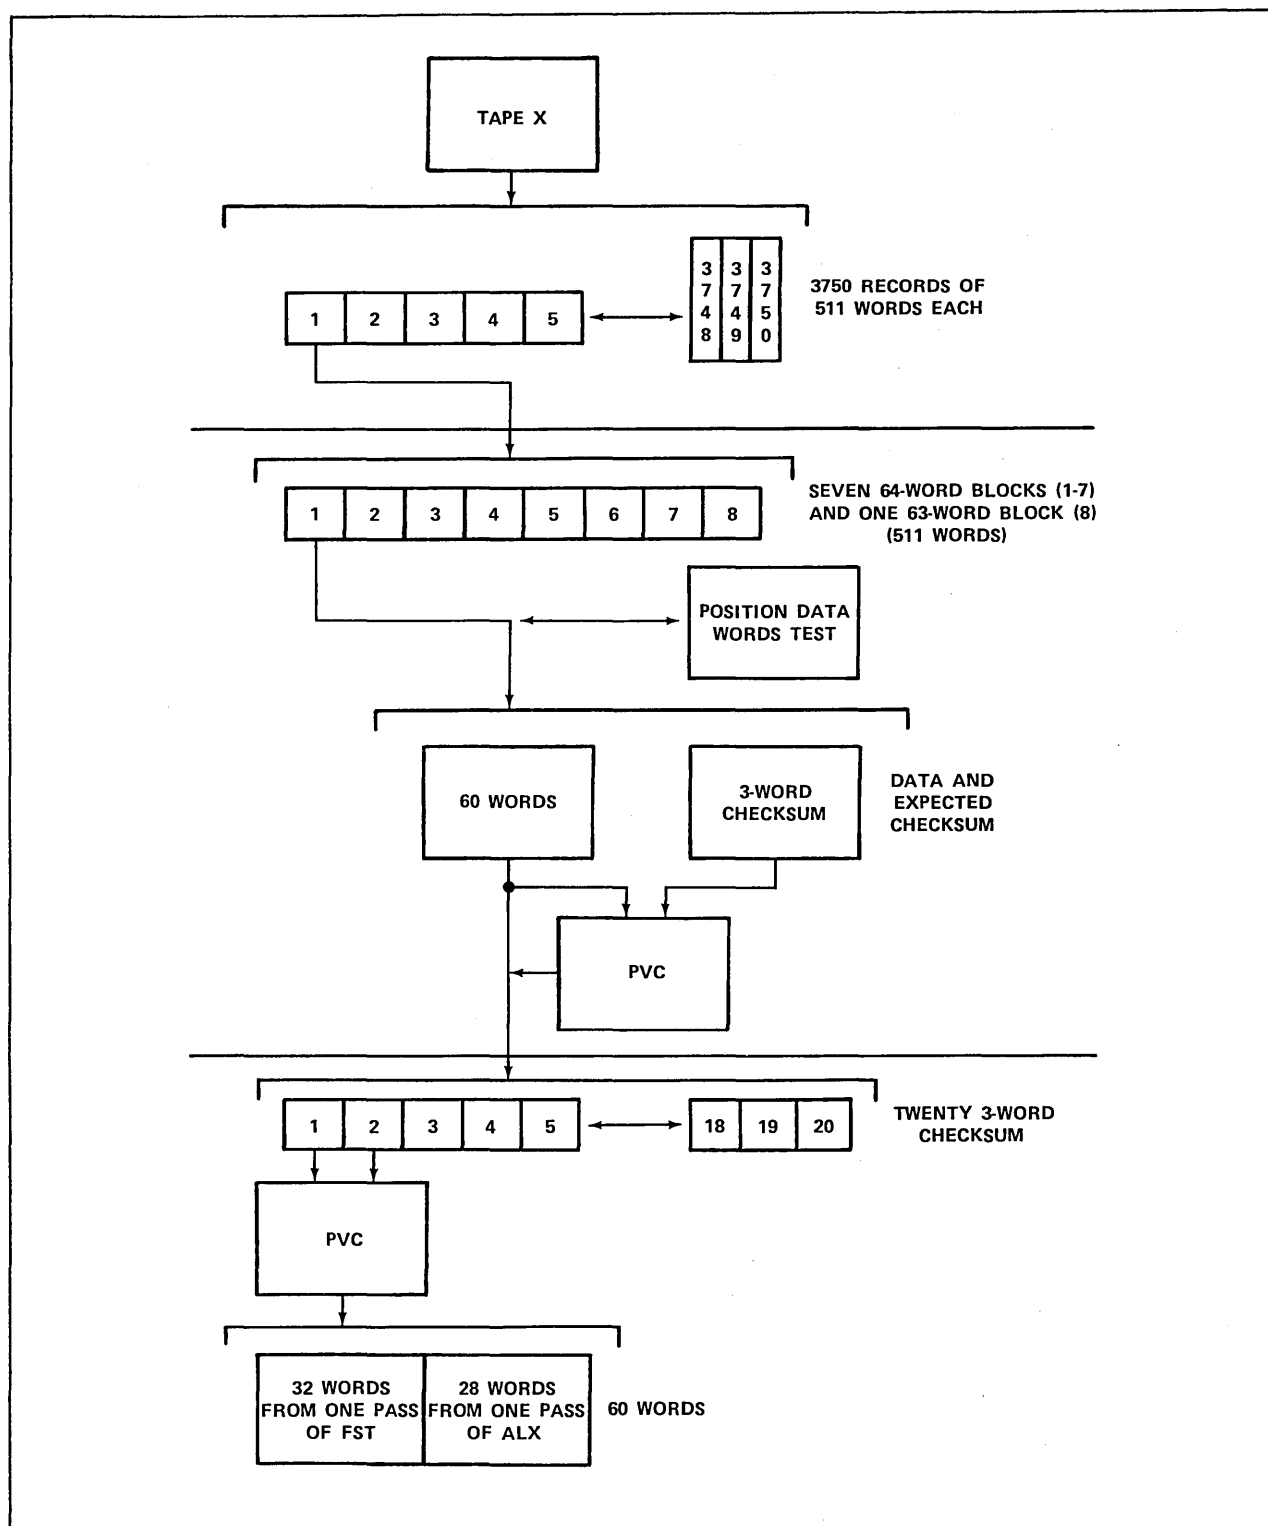 TAPE X
3748 3749 3750
3750 RECORDS OF
511 WORDS EACH
1 2 3 4 5
SEVEN 64-WORD BLOCKS (1-7)
AND ONE 63-WORD BLOCK (8)
(511 WORDS)
1 2 3 4 5 6 7 8
POSITION DATA
WORDS TEST
60 WORDS
3-WORD
CHECKSUM
DATA AND
EXPECTED
CHECKSUM
PVC
1 2 3 4 5 18 19 20
TWENTY 3-WORD
CHECKSUM
PVC
32 WORDS
FROM ONE PASS
OF FST
28 WORDS
FROM ONE PASS
OF ALX
60 WORDS